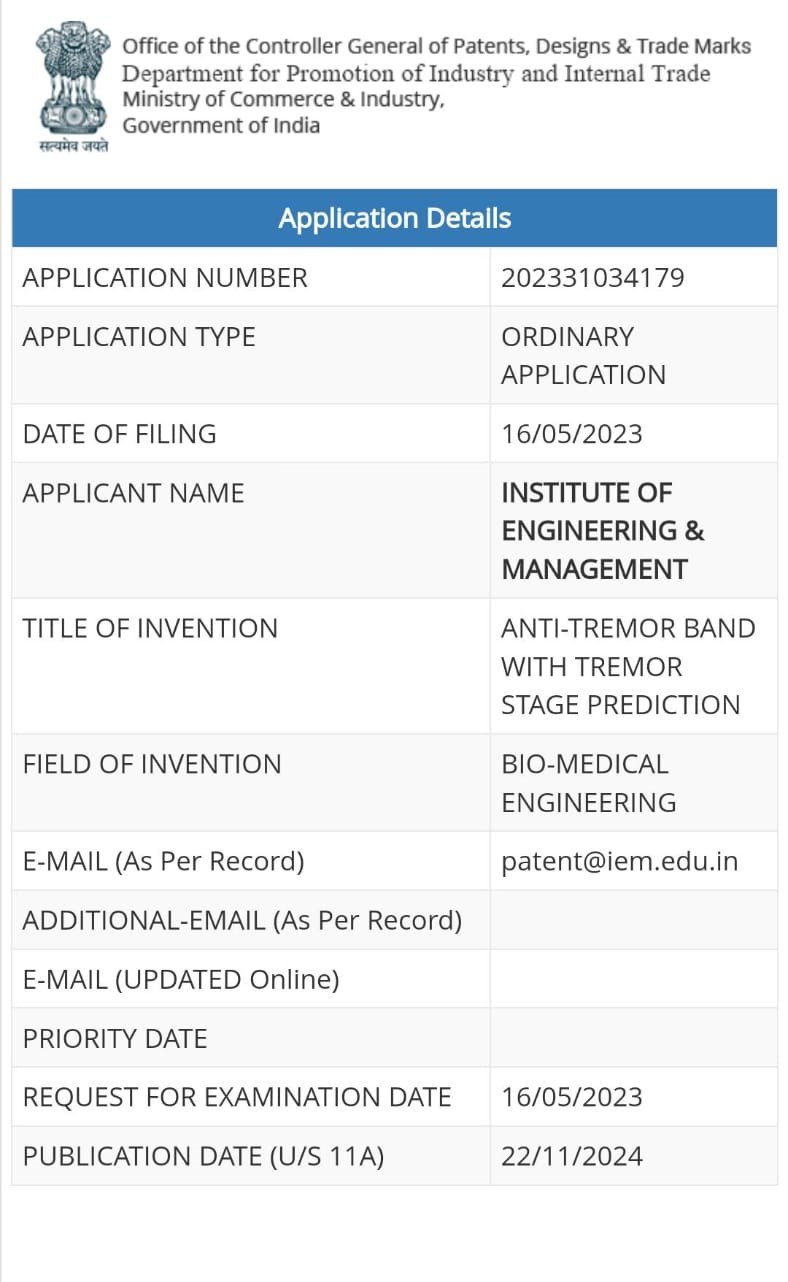 Office of the Controller General of Patents, Designs & Trade Marks
Department for Promotion of Industry and Internal Trade
Ministry of Commerce & Industry,
Government of India
सत्यमेव जयते
Application Details
APPLICATION NUMBER 202331034179
APPLICATION TYPE ORDINARY
APPLICATION
DATE OF FILING 16/05/2023
APPLICANT NAME INSTITUTE OF
ENGINEERING &
MANAGEMENT
TITLE OF INVENTION ANTI-TREMOR BAND
WITH TREMOR
STAGE PREDICTION
FIELD OF INVENTION BIO-MEDICAL
ENGINEERING
E-MAIL (As Per Record) patent@iem.edu.in
ADDITIONAL-EMAIL (As Per Record)
E-MAIL (UPDATED Online)
PRIORITY DATE
REQUEST FOR EXAMINATION DATE 16/05/2023
PUBLICATION DATE (U/S 11A) 22/11/2024